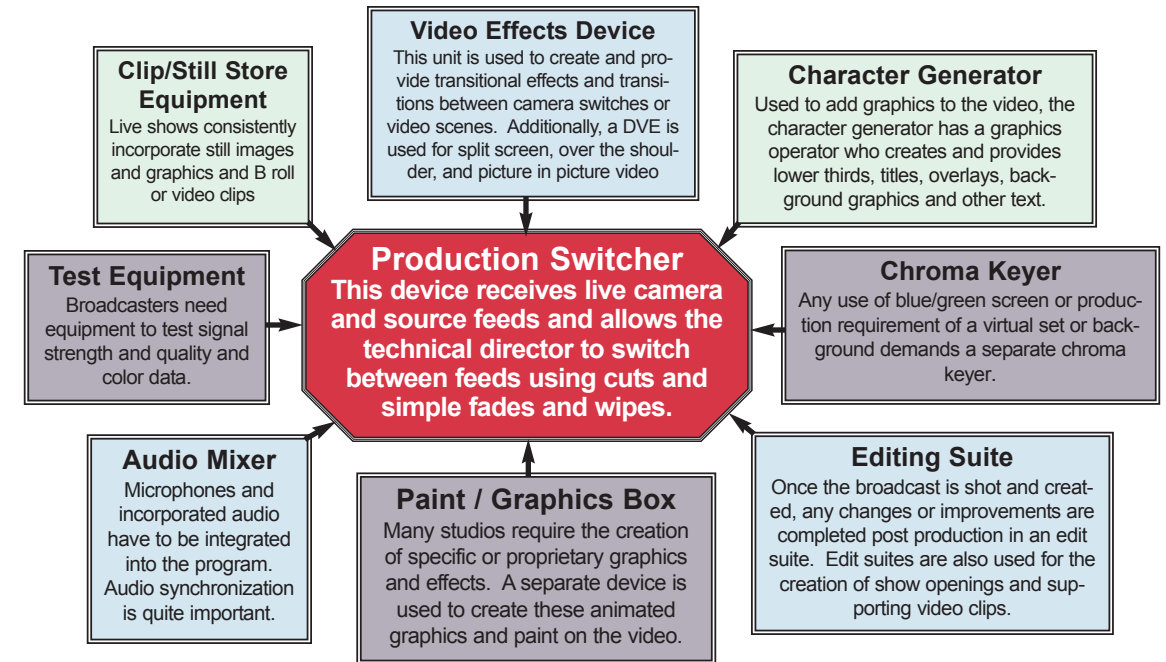 Video Effects Device
This unit is used to create and pro-
vide transitional effects and transi-
tions between camera switches or
video scenes. Additionally, a DVE is
used for split screen, over the shoul-
der, and picture in picture video
Clip/Still Store
Equipment
Live shows consistently
incorporate still images
and graphics and B roll
or video clips
Character Generator
Used to add graphics to the video, the
character generator has a graphics
operator who creates and provides
lower thirds, titles, overlays, back-
ground graphics and other text.
Test Equipment
Broadcasters need
equipment to test signal
strength and quality and
color data.
Production Switcher
This device receives live camera
and source feeds and allows the
technical director to switch
between feeds using cuts and
simple fades and wipes.
Chroma Keyer
Any use of blue/green screen or produc-
tion requirement of a virtual set or back-
ground demands a separate chroma
keyer.
Audio Mixer
Microphones and
incorporated audio
have to be integrated
into the program.
Audio synchronization
is quite important.
Paint / Graphics Box
Many studios require the creation
of specific or proprietary graphics
and effects. A separate device is
used to create these animated
graphics and paint on the video.
Editing Suite
Once the broadcast is shot and creat-
ed, any changes or improvements are
completed post production in an edit
suite. Edit suites are also used for the
creation of show openings and sup-
porting video clips.